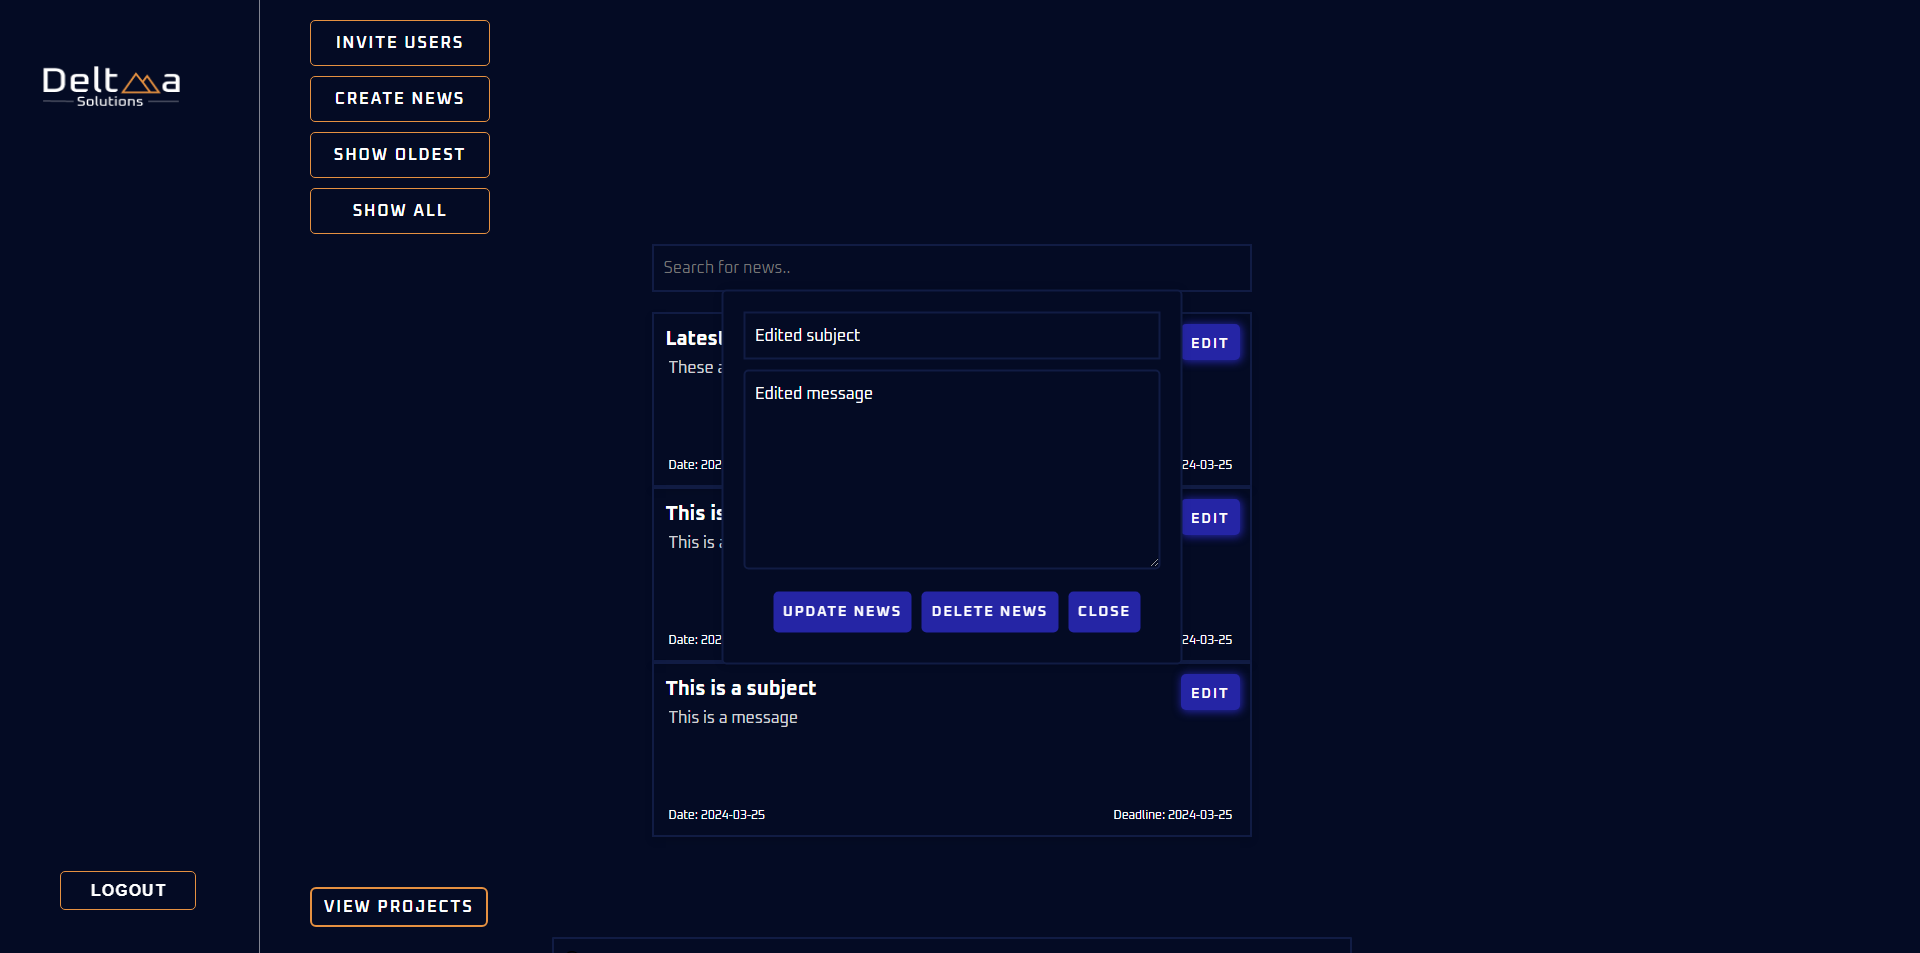 Deltaa
Solutions
INVITE USERS
CREATE NEWS
SHOW OLDEST
SHOW ALL
Search for news..
Edited subject
Edited message
UPDATE NEWS DELETE NEWS CLOSE
Latest
These
EDIT
Date: 202
24-03-25
This is
This is
EDIT
Date: 202
24-03-25
This is a subject
This is a message
EDIT
Date: 2024-03-25
Deadline: 2024-03-25
LOGOUT
VIEW PROJECTS